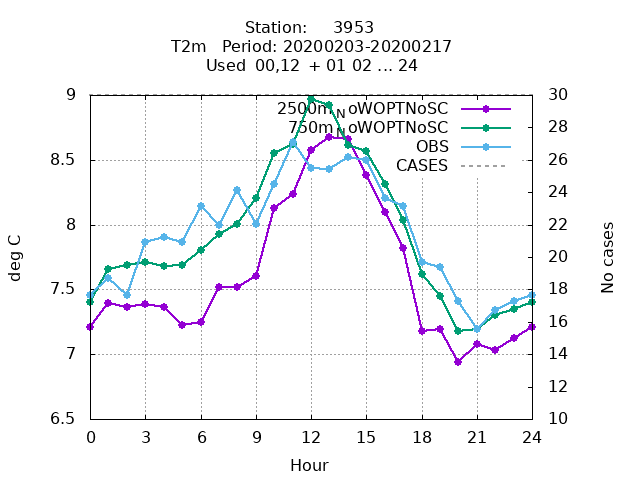 Station: 3953
T2m Period: 20200203-20200217
Used 00,12 + 01 02 ... 24
2500m_NoWOPTNoSC
750m_NoWOPTNoSC
OBS
CASES
9
8.5
8
7.5
7
6.5
deg C
30
28
26
24
22
20
18
16
14
12
10
No cases
0 3 6 9 12 15 18 21 24
Hour